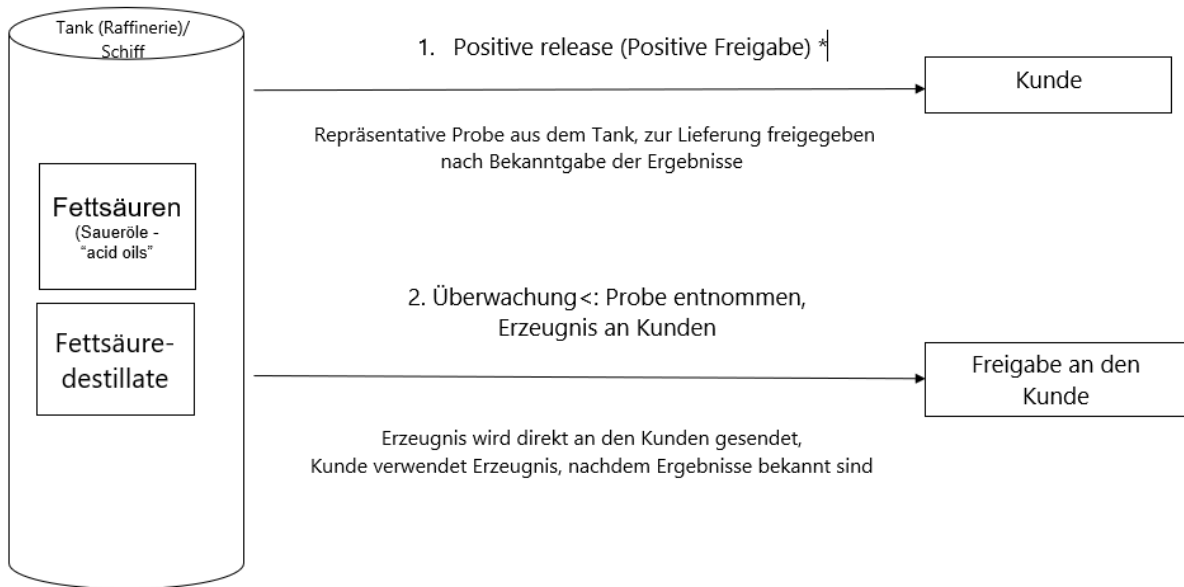 Tank (Raffinerie)/
Schiff
1. Positive release (Positive Freigabe) *
Kunde
Repräsentative Probe aus dem Tank, zur Lieferung freigegeben
nach Bekanntgabe der Ergebnisse
Fettsäuren
(Saueröle -
“acid oils”
2. Überwachung<: Probe entnommen,
Erzeugnis an Kunden
Fettsäure-
destillate
Freigabe an den
Kunde
Erzeugnis wird direkt an den Kunden gesendet,
Kunde verwendet Erzeugnis, nachdem Ergebnisse bekannt sind